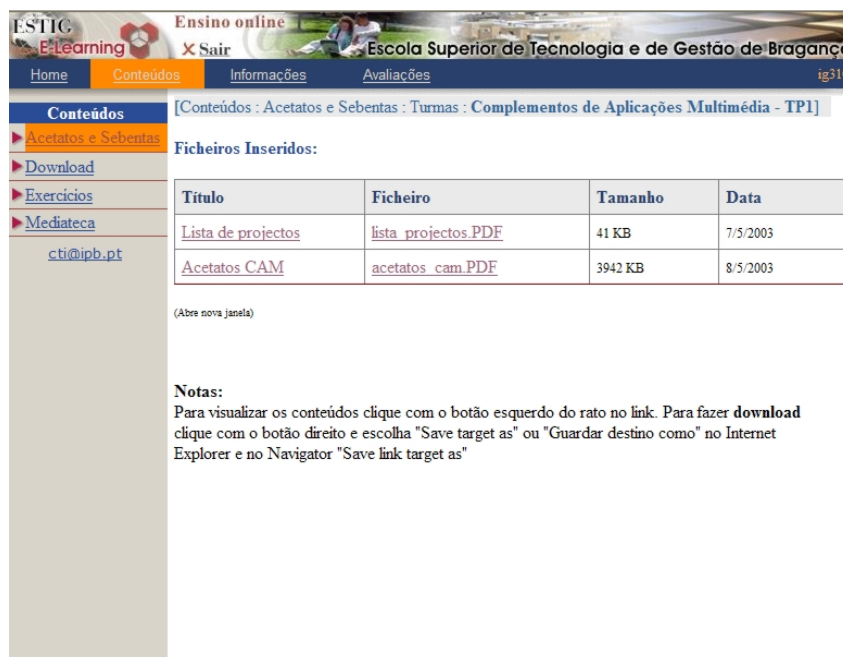 ESTIG
E-Learning
Ensino online
X Sair
Escola Superior de Tecnologia e de Gestão de Braganç
Home Conteúdos Informações Avaliações ig31
Conteúdos
Acetatos e Sebentas
Download
Exercícios
Mediateca
cti@ipb.pt
[Conteúdos : Acetatos e Sebentas : Turmas : Complementos de Aplicações Multimédia - TP1]
Ficheiros Inseridos:
Título Ficheiro Tamanho Data
Lista de projectos lista_projectos.PDF 41 KB 7/5/2003
Acetatos CAM acetatos_cam.PDF 3942 KB 8/5/2003
(Abre nova janela)
Notas:
Para visualizar os conteúdos clique com o botão esquerdo do rato no link. Para fazer download
clique com o botão direito e escolha "Save target as" ou "Guardar destino como" no Internet
Explorer e no Navigator "Save link target as"